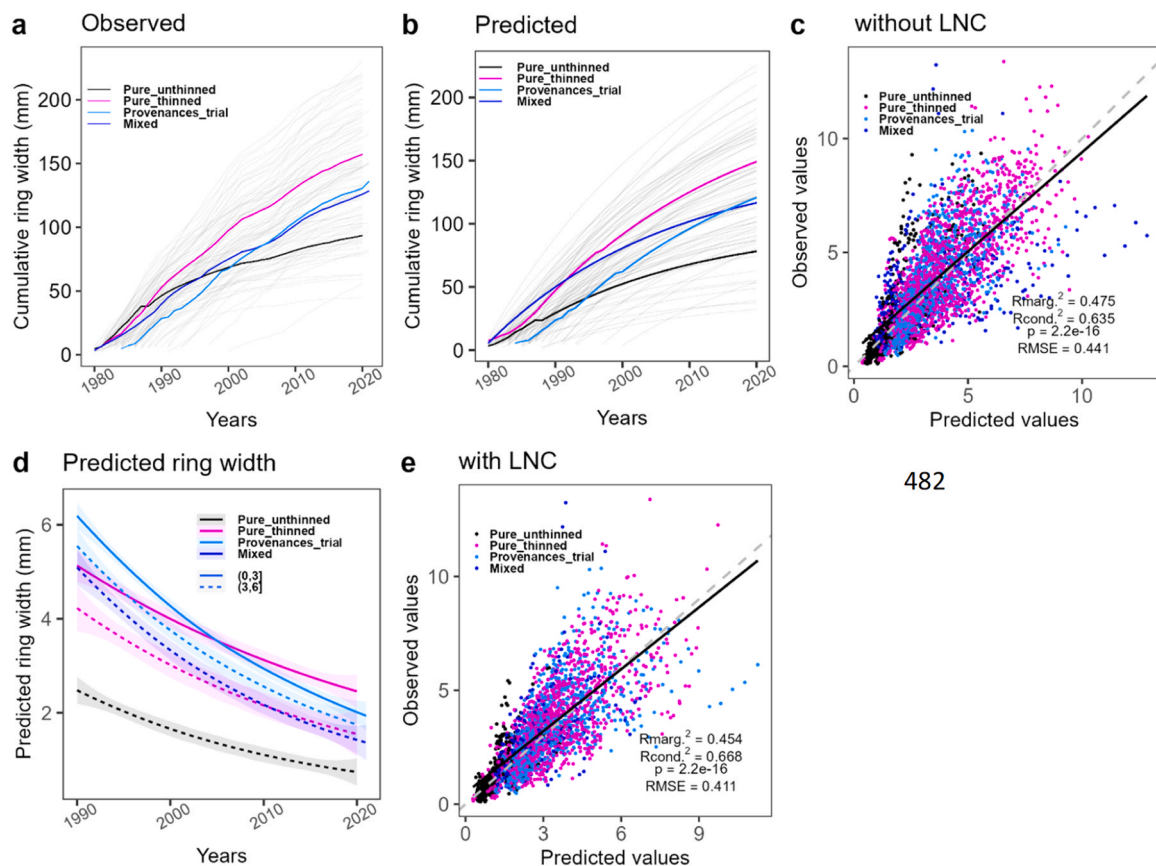 a Observed
Cumulative ring width (mm)
200
150
100
50
0
Pure_unthinned
Pure_thinned
Provenances_trial
Mixed
1980
1990
2000
2010
2020
Years
b Predicted
Cumulative ring width (mm)
200
150
100
50
0
Pure_unthinned
Pure_thinned
Provenances_trial
Mixed
1980
1990
2000
2010
2020
Years
c without LNC
Observed values
10
5
0
Pure_unthinned
Pure_thinned
Provenances_trial
Mixed
Rmarg.² = 0.475
Rcond.² = 0.635
p = 2.2e-16
RMSE = 0.441
0
5
10
Predicted values
d Predicted ring width
Predicted ring width (mm)
6
4
2
Pure_unthinned
Pure_thinned
Provenances_trial
Mixed
(0,3]
(3,6]
1990
2000
2010
2020
Years
e with LNC
Observed values
10
5
0
Pure_unthinned
Pure_thinned
Provenances_trial
Mixed
Rmarg.² = 0.454
Rcond.² = 0.668
p = 2.2e-16
RMSE = 0.411
0
3
6
9
Predicted values
482